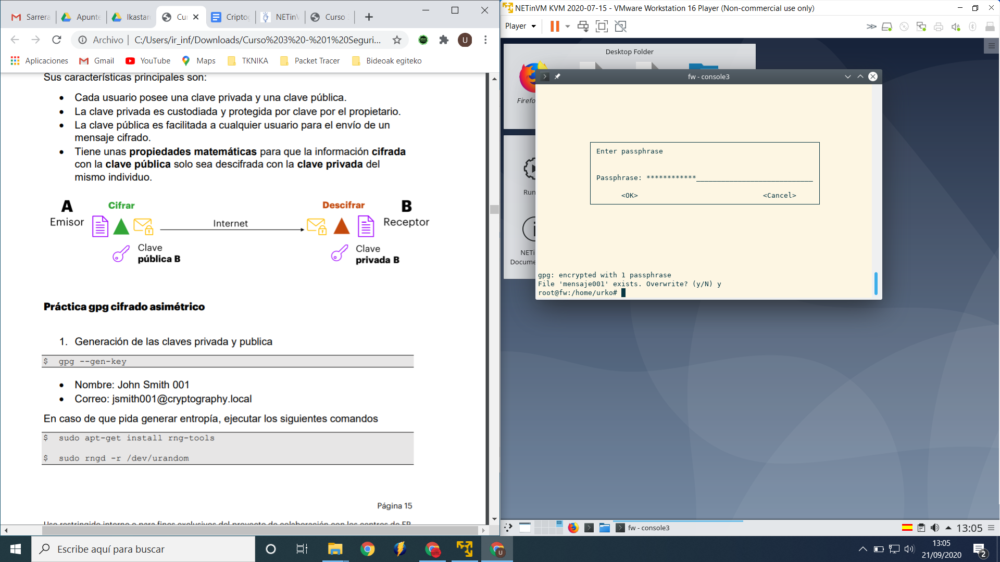 Sarrera
Apunte
Ikastar
Cur
Criptog
NETinV
Curso
Archivo
C:/Users/ir_inf/Downloads/Curso%203%20-%201%20Seguri...
U
Aplicaciones
Gmail
YouTube
Maps
TKNIKA
Packet Tracer
Bideoak egiteko
Sus características principales son:
• Cada usuario posee una clave privada y una clave pública.
• La clave privada es custodiada y protegida por clave por el propietario.
• La clave pública es facilitada a cualquier usuario para el envío de un
mensaje cifrado.
• Tiene unas propiedades matemáticas para que la información cifrada
con la clave pública solo sea descifrada con la clave privada del
mismo individuo.
A
Cifrar
Descifrar
B
Emisor
Internet
Receptor
Clave
pública B
Clave
privada B
Práctica gpg cifrado asimétrico
1. Generación de las claves privada y publica
$ gpg --gen-key
• Nombre: John Smith 001
• Correo: jsmith001@cryptography.local
En caso de que pida generar entropía, ejecutar los siguientes comandos
$ sudo apt-get install rng-tools
$ sudo rngd -r /dev/urandom
Página 15
Uso restringido interno o para fines exclusivos del proyecto de colaboración con los centros de FP
NETinVM KVM 2020-07-15 - VMware Workstation 16 Player (Non-commercial use only)
Player
Desktop Folder
Firefo
Run
NETi
Docume
fw - console3
Enter passphrase
Passphrase: ************____________________________
<OK> <Cancel>
gpg: encrypted with 1 passphrase
File 'mensaje001' exists. Overwrite? (y/N) y
root@fw:/home/urko#
fw - console3
13:05
Escribe aquí para buscar
U
13:05
21/09/2020
2